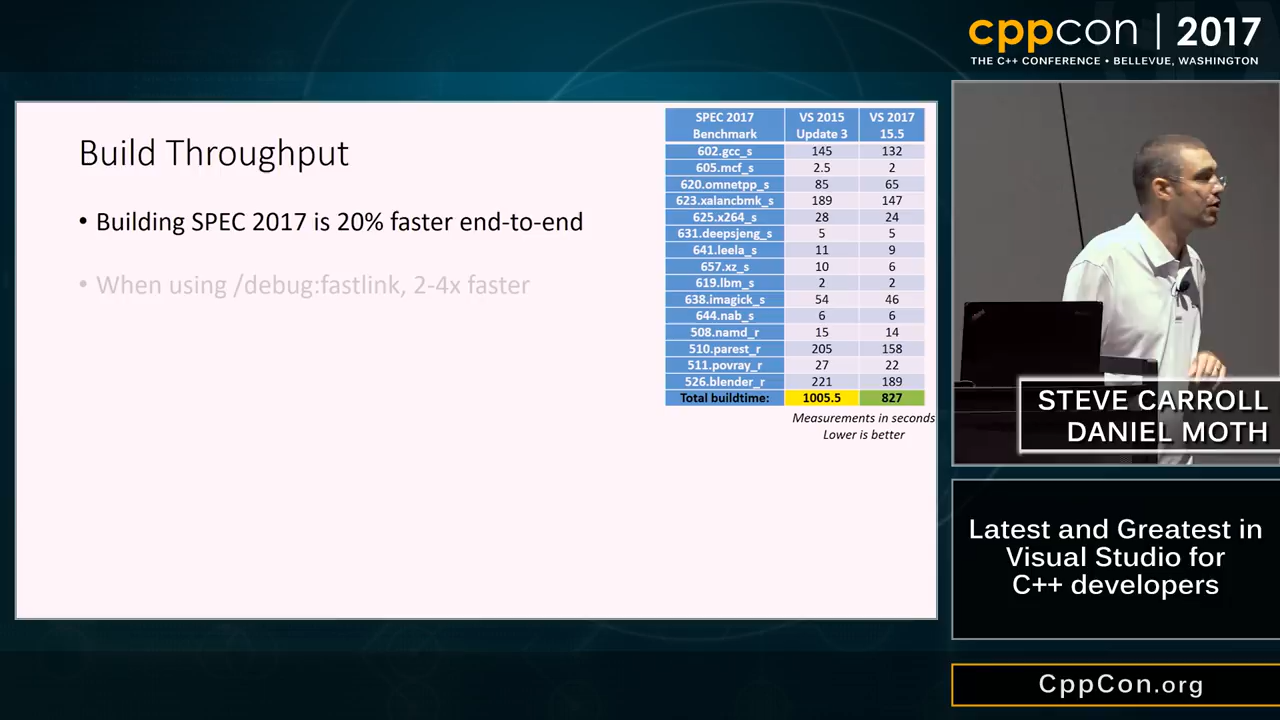 cppcon | 2017
THE C++ CONFERENCE • BELLEVUE, WASHINGTON
Build Throughput
• Building SPEC 2017 is 20% faster end-to-end
• When using /debug:fastlink, 2-4x faster
SPEC 2017 Benchmark VS 2015 Update 3 VS 2017 15.5
602.gcc_s 145 132
605.mcf_s 2.5 2
620.omnetpp_s 85 65
623.xalancbmk_s 189 147
625.x264_s 28 24
631.deepsjeng_s 5 5
641.leela_s 11 9
657.xz_s 10 6
619.lbm_s 2 2
638.imagick_s 54 46
644.nab_s 6 6
508.namd_r 15 14
510.parest_r 205 158
511.povray_r 27 22
526.blender_r 221 189
Total buildtime: 1005.5 827
Measurements in seconds
Lower is better
STEVE CARROLL
DANIEL MOTH
Latest and Greatest in
Visual Studio for
C++ developers
CppCon.org